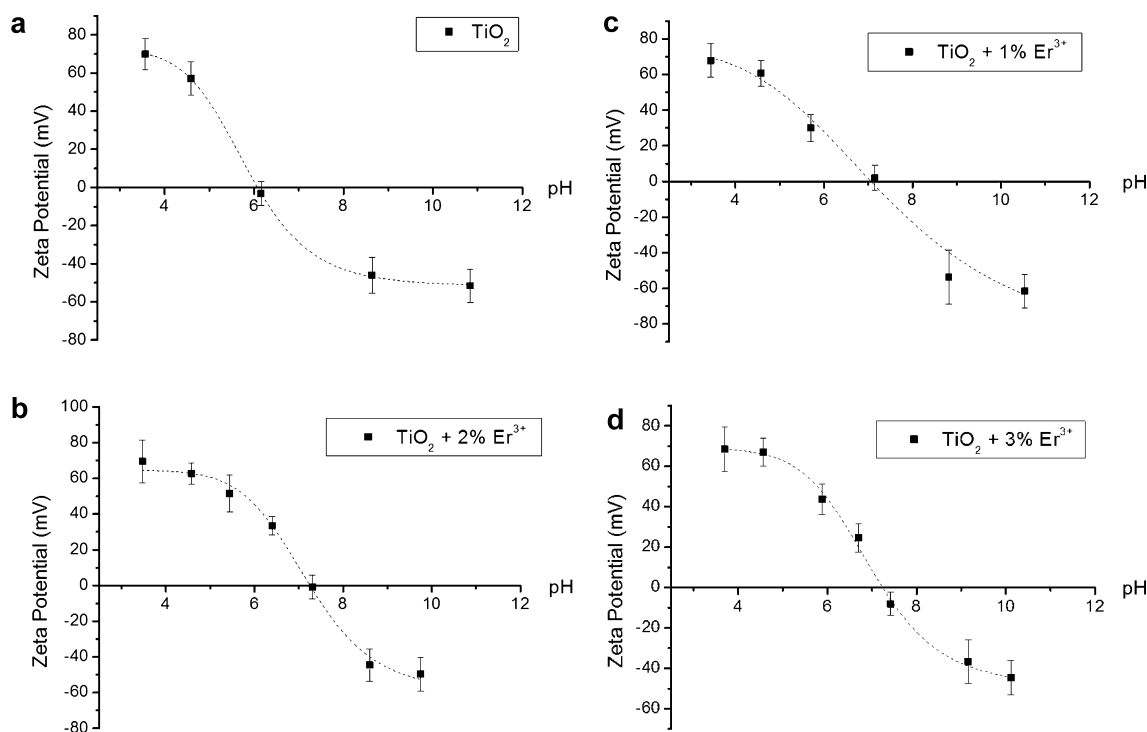 a
TiO2
80
60
40
20
0
-20
-40
-60
-80
4 6 8 10 12
pH
Zeta Potential (mV)
c
TiO2 + 1% Er3+
80
60
40
20
0
-20
-40
-60
-80
4 6 8 10 12
pH
Zeta Potential (mV)
b
TiO2 + 2% Er3+
100
80
60
40
20
0
-20
-40
-60
-80
4 6 8 10 12
pH
Zeta Potential (mV)
d
TiO2 + 3% Er3+
80
60
40
20
0
-20
-40
-60
4 6 8 10 12
pH
Zeta Potential (mV)